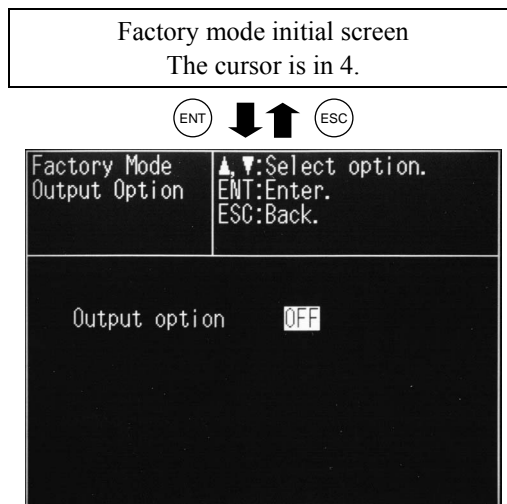 Factory mode initial screen
The cursor is in 4.
ENT ESC
Factory Mode
Output Option
▲,▼:Select option.
ENT:Enter.
ESC:Back.
Output option OFF